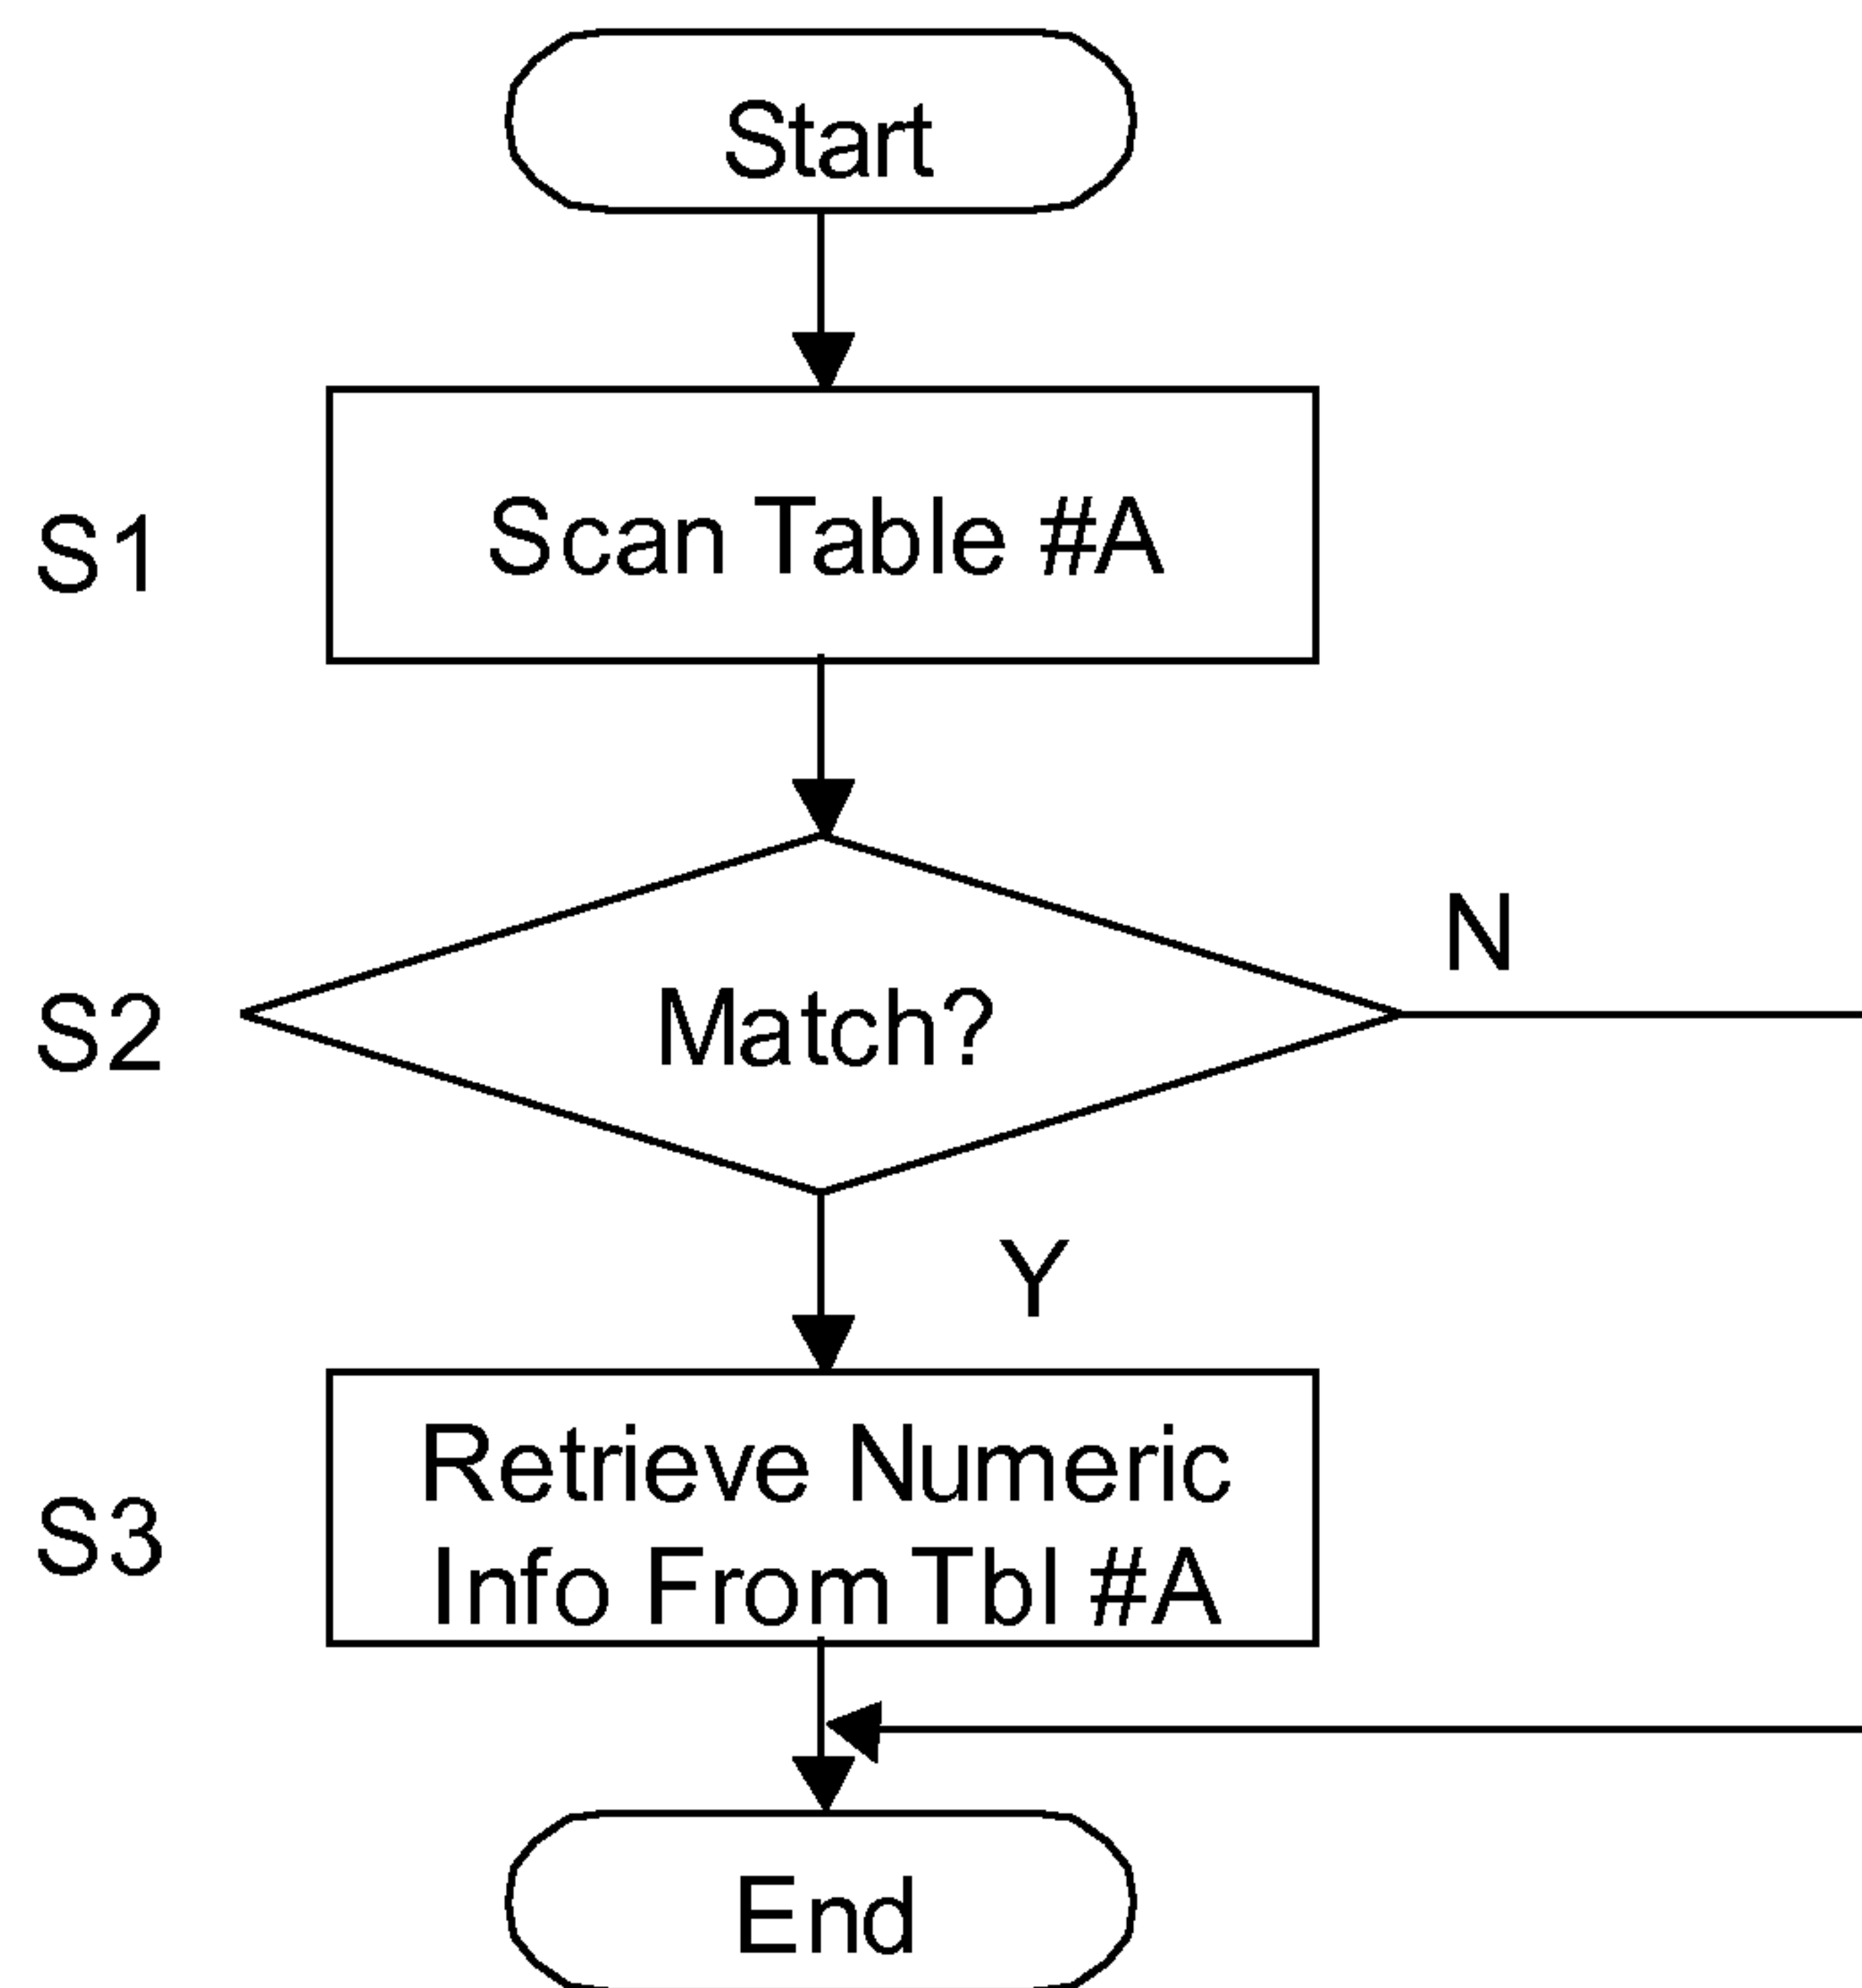 Start
S1
Scan Table #A
S2
Match?
N
Y
S3
Retrieve Numeric
Info From Tbl #A
End